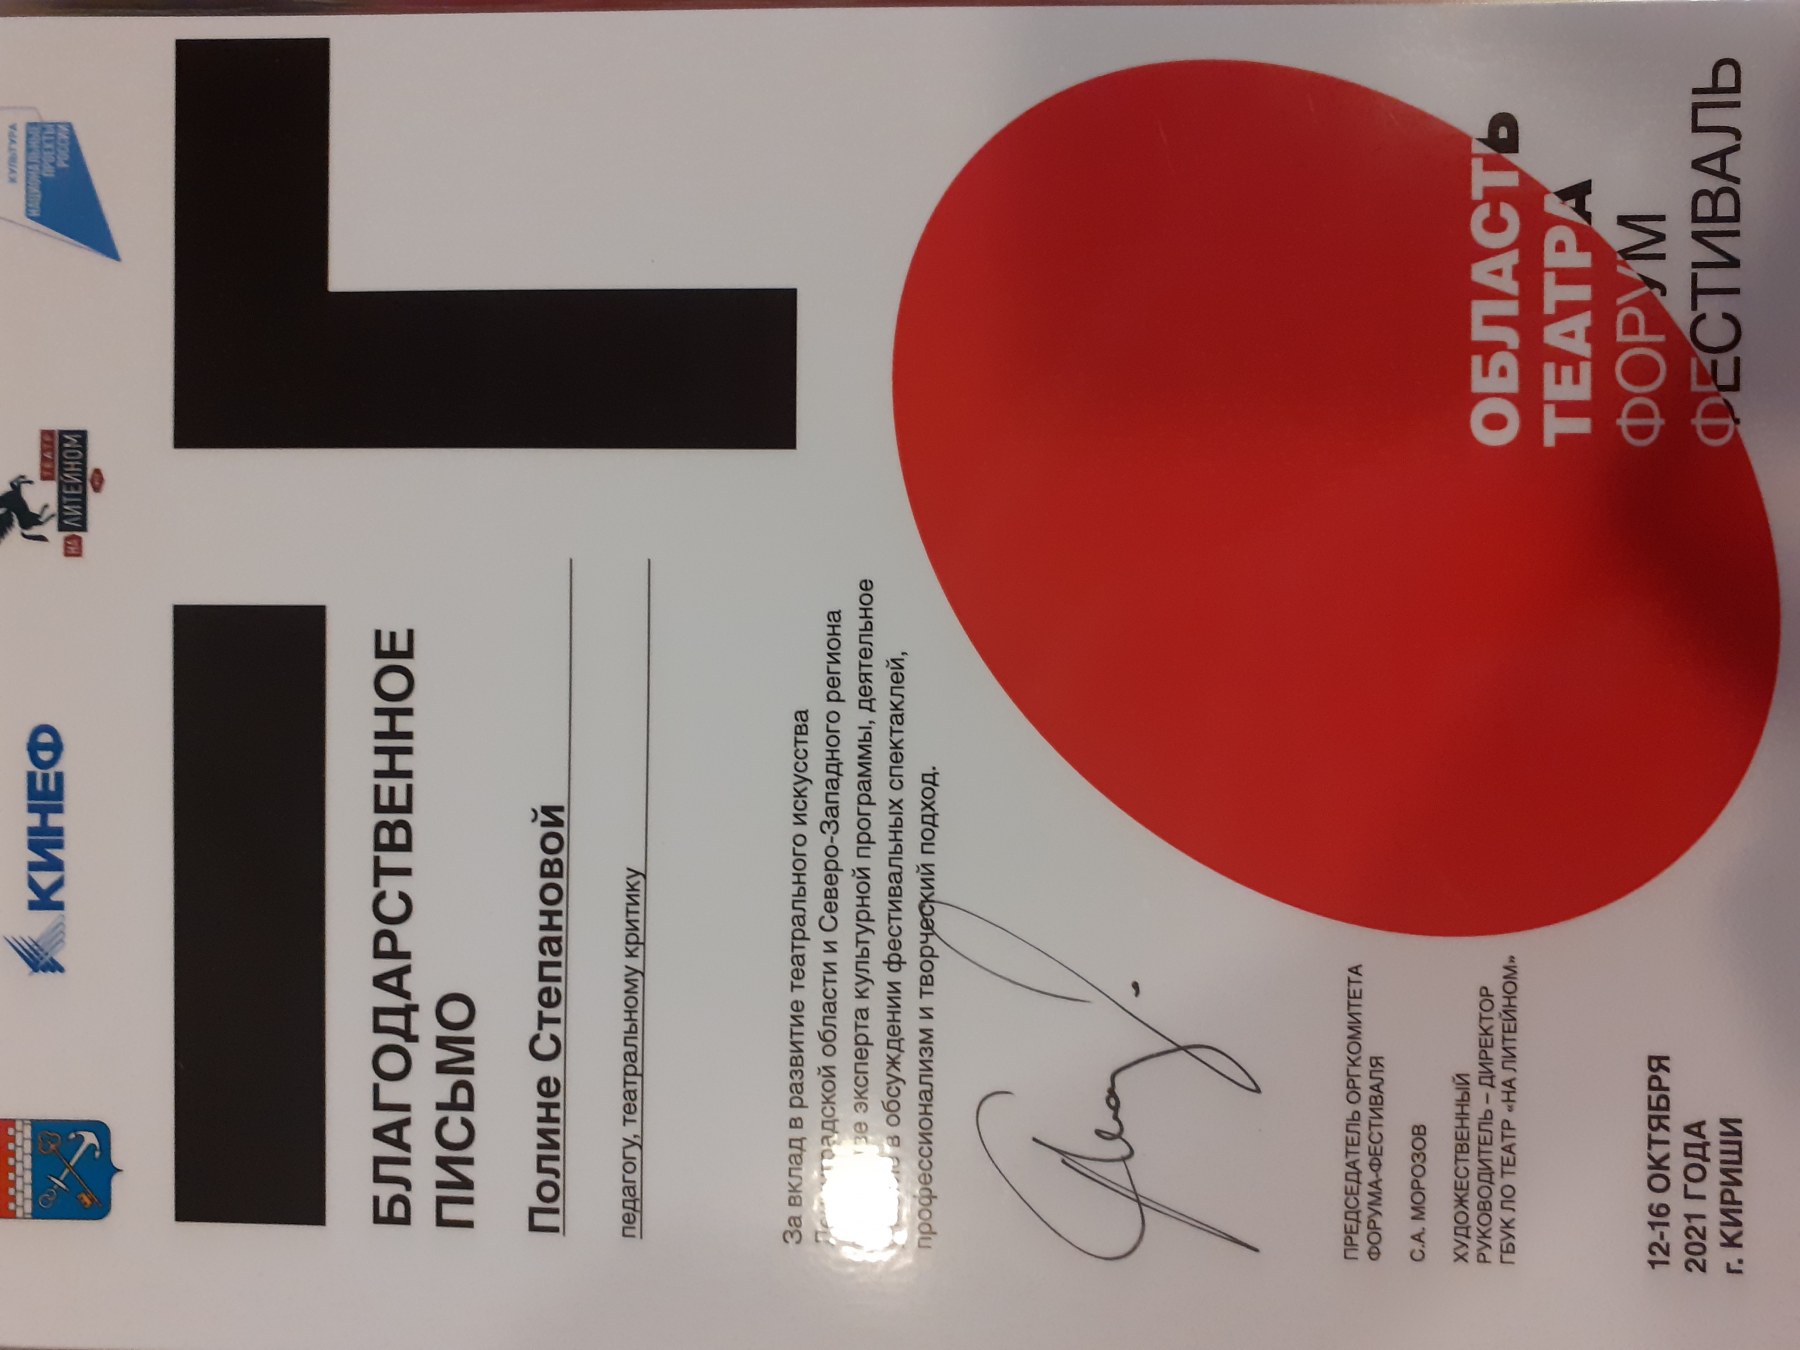 КИНЕФ
ТЕАТР
НА ЛИТЕЙНОМ
КУЛЬТУРА
НАЦИОНАЛЬНЫЕ
ПРОЕКТЫ
РОССИИ
БЛАГОДАРСТВЕННОЕ
ПИСЬМО
Полине Степановой
педагогу, театральному критику
За вклад в развитие театрального искусства
области и Северо-Западного региона
эксперта культурной программы, деятельное
в обсуждении фестивальных спектаклей,
профессионализм и творческий подход.
ПРЕДСЕДАТЕЛЬ ОРГКОМИТЕТА
ФОРУМА-ФЕСТИВАЛЯ
С.А. МОРОЗОВ
ХУДОЖЕСТВЕННЫЙ
РУКОВОДИТЕЛЬ – ДИРЕКТОР
ГБУК ЛО ТЕАТР «НА ЛИТЕЙНОМ»
12-16 ОКТЯБРЯ
2021 ГОДА
г. КИРИШИ
ОБЛАСТЬ
ТЕАТРА
ФОРУМ
ФЕСТИВАЛЬ